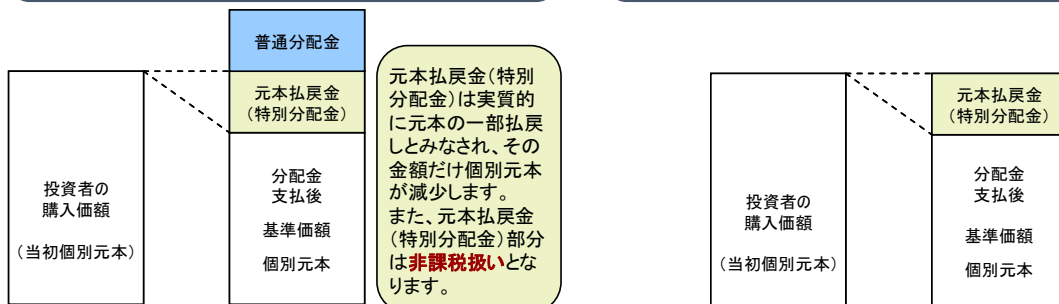 普通分配金
元本払戻金
(特別分配金)
投資者の
購入価額
(当初個別元本)
分配金
支払後
基準価額
個別元本
元本払戻金(特別
分配金)は実質的
に元本の一部払戻
しとみなされ、その
金額だけ個別元本
が減少します。
また、元本払戻金
(特別分配金)部分
は非課税扱いとな
ります。
投資者の
購入価額
(当初個別元本)
元本払戻金
(特別分配金)
分配金
支払後
基準価額
個別元本